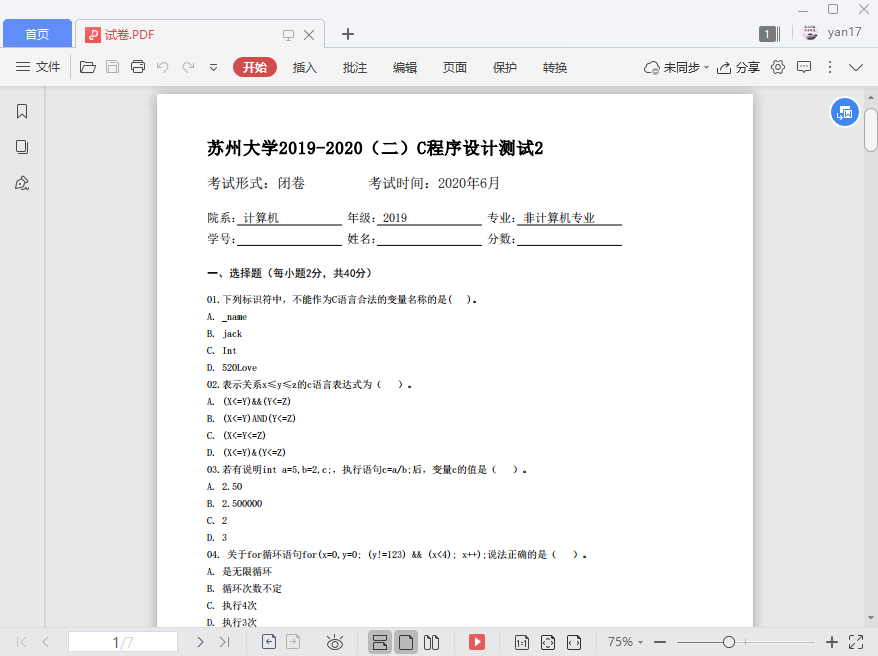 首页
试卷.PDF
1
yan17
文件
开始 插入 批注 编辑 页面 保护 转换
未同步 分享
苏州大学2019-2020（二）C程序设计测试2
考试形式：闭卷 考试时间：2020年6月
院系：计算机 年级：2019 专业：非计算机专业
学号： 姓名： 分数：
一、选择题（每小题2分，共40分）
01.下列标识符中，不能作为C语言合法的变量名称的是( )。
A. _name
B. jack
C. Int
D. 520Love
02.表示关系x≤y≤z的c语言表达式为（ ）。
A. (X<=Y)&&(Y<=Z)
B. (X<=Y)AND(Y<=Z)
C. (X<=Y<=Z)
D. (X<=Y)&(Y<=Z)
03.若有说明int a=5,b=2,c;，执行语句c=a/b;后，变量c的值是（ ）。
A. 2.50
B. 2.500000
C. 2
D. 3
04. 关于for循环语句for(x=0,y=0; (y!=123) && (x<4); x++);说法正确的是（ ）。
A. 是无限循环
B. 循环次数不定
C. 执行4次
D. 执行3次
1/7
1:1
75%